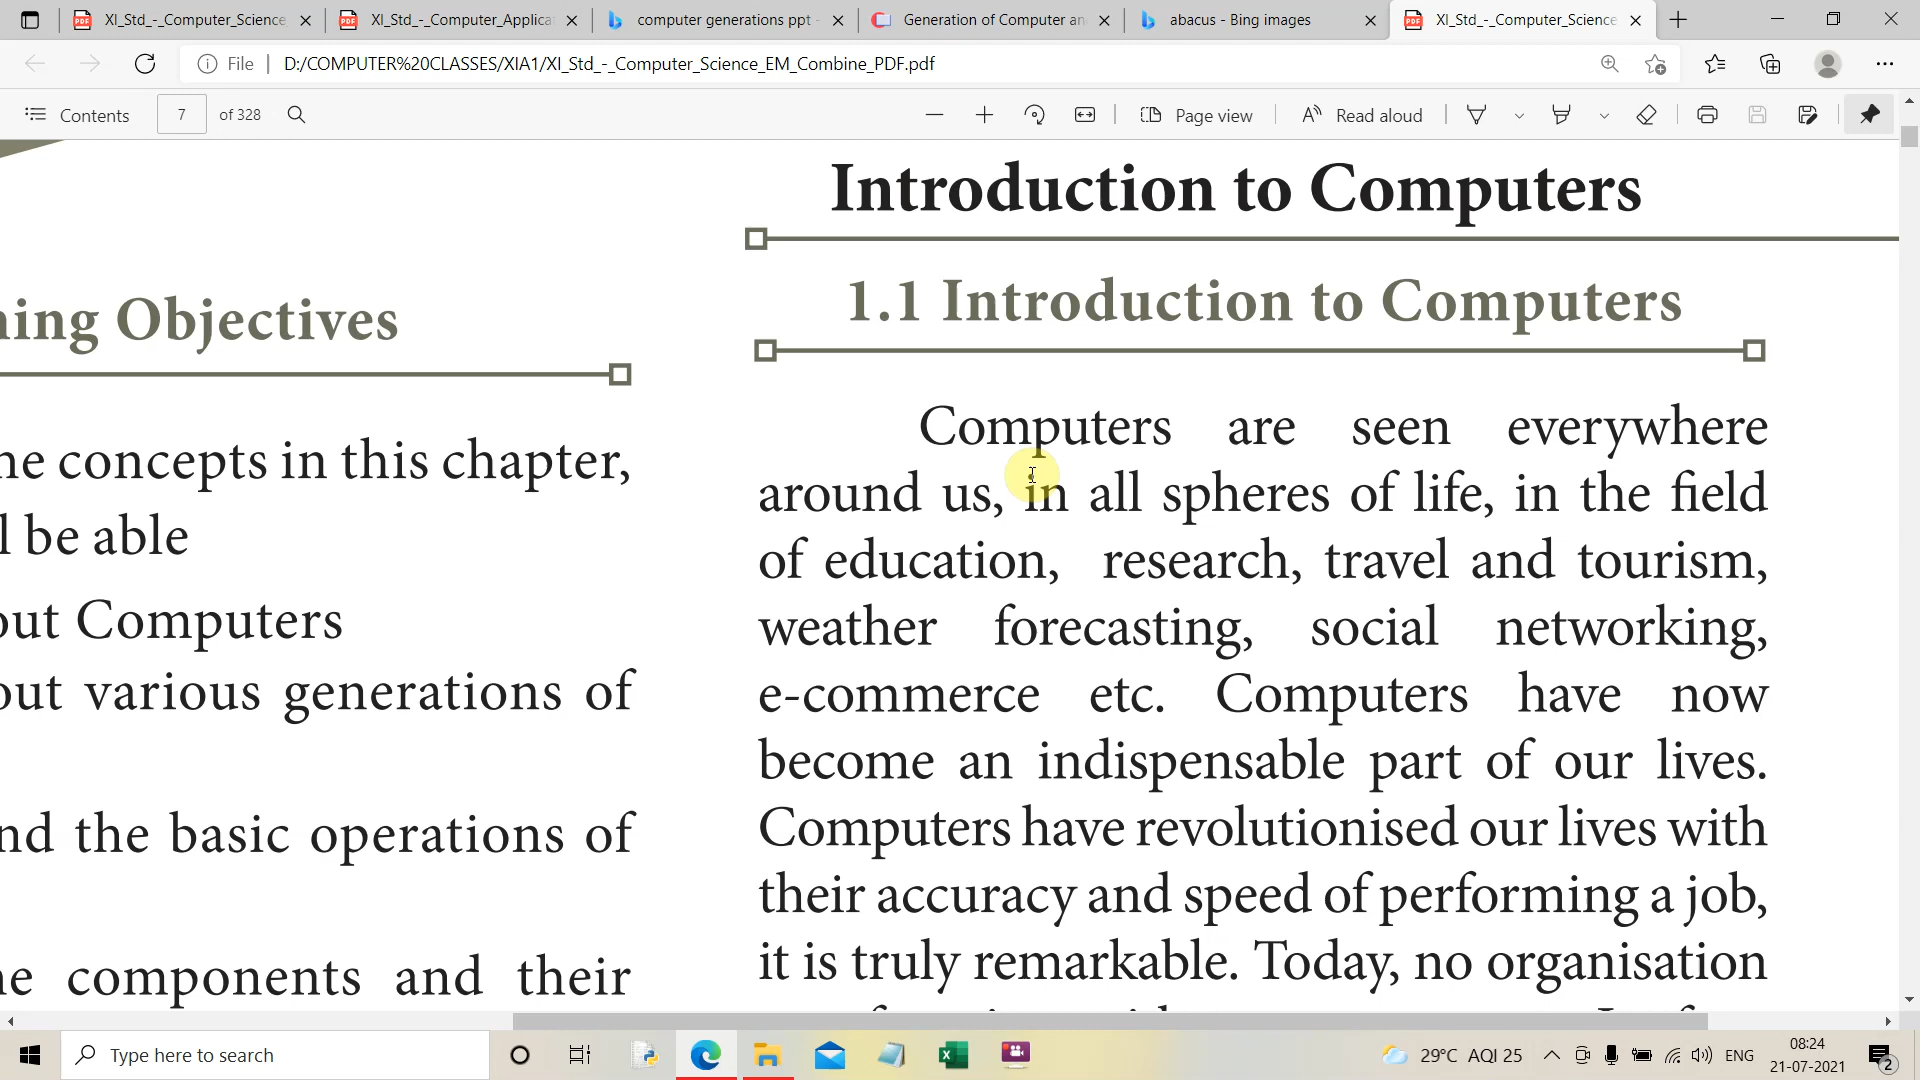 XI_Std_-_Computer_Science
XI_Std_-_Computer_Applica
computer generations ppt -
Generation of Computer an
abacus - Bing images
XI_Std_-_Computer_Science
File
D:/COMPUTER%20CLASSES/XIA1/XI_Std_-_Computer_Science_EM_Combine_PDF.pdf
Contents
7
of 328
Page view
Read aloud
Introduction to Computers
ning Objectives
he concepts in this chapter,
l be able
out Computers
out various generations of
nd the basic operations of
he components and their
1.1 Introduction to Computers
Computers are seen everywhere
around us, in all spheres of life, in the field
of education, research, travel and tourism,
weather forecasting, social networking,
e-commerce etc. Computers have now
become an indispensable part of our lives.
Computers have revolutionised our lives with
their accuracy and speed of performing a job,
it is truly remarkable. Today, no organisation
Type here to search
29°C AQI 25
ENG
08:24
21-07-2021
2